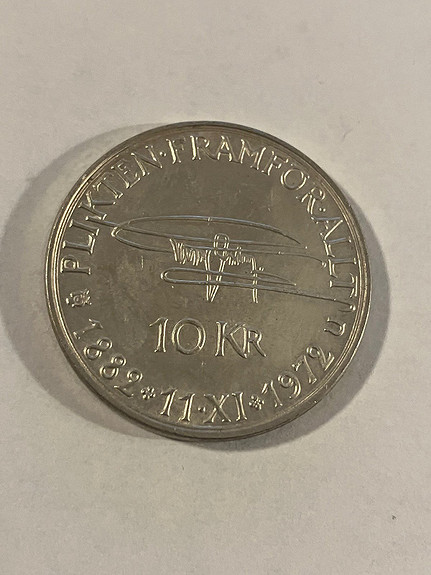 PLIKTEN·FRAMFÖR·ALLT
10 KR
U
1882*11·XI*1972